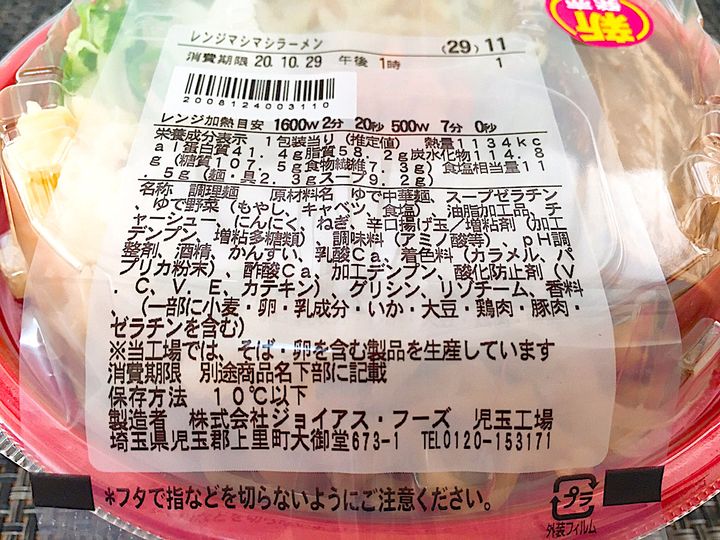 新
発売
レンジマシマシラーメン (29) 11
消費期限 20.10.29 午後 1時 1
2008124003110
レンジ加熱目安 1600W 2分 20秒 500W 7分 0秒
栄養成分表示 1包装当り(推定値) 熱量1134kc
al蛋白質41.4g脂質58.2g炭水化物114.8
g(糖質107.5g食物繊維7.3g)食塩相当量11
.5g(麺・具2.3gスープ9.2g)
名称 調理麺 原材料名 ゆで中華麺、スープゼラチン
、ゆで野菜(もやし、キャベツ、食塩)、油脂加工品、チ
ャーシュー、にんにく、ねぎ、辛口揚げ玉/増粘剤(加工
デンプン、増粘多糖類)、調味料(アミノ酸等)、pH調
整剤、酒精、かんすい、乳酸Ca、着色料(カラメル、パ
プリカ粉末)、酢酸Ca、加工デンプン、酸化防止剤(V
.C、V.E、カテキン)、グリシン、リゾチーム、香料
、(一部に小麦・卵・乳成分・いか・大豆・鶏肉・豚肉・
ゼラチンを含む)
※当工場では、そば・卵を含む製品を生産しています
消費期限 別途商品名下部に記載
保存方法 10℃以下
製造者 株式会社ジョイアス・フーズ 児玉工場
埼玉県児玉郡上里町大御堂673-1 TEL0120-153171
*フタで指などを切らないようにご注意ください。
プラ
外装フィルム